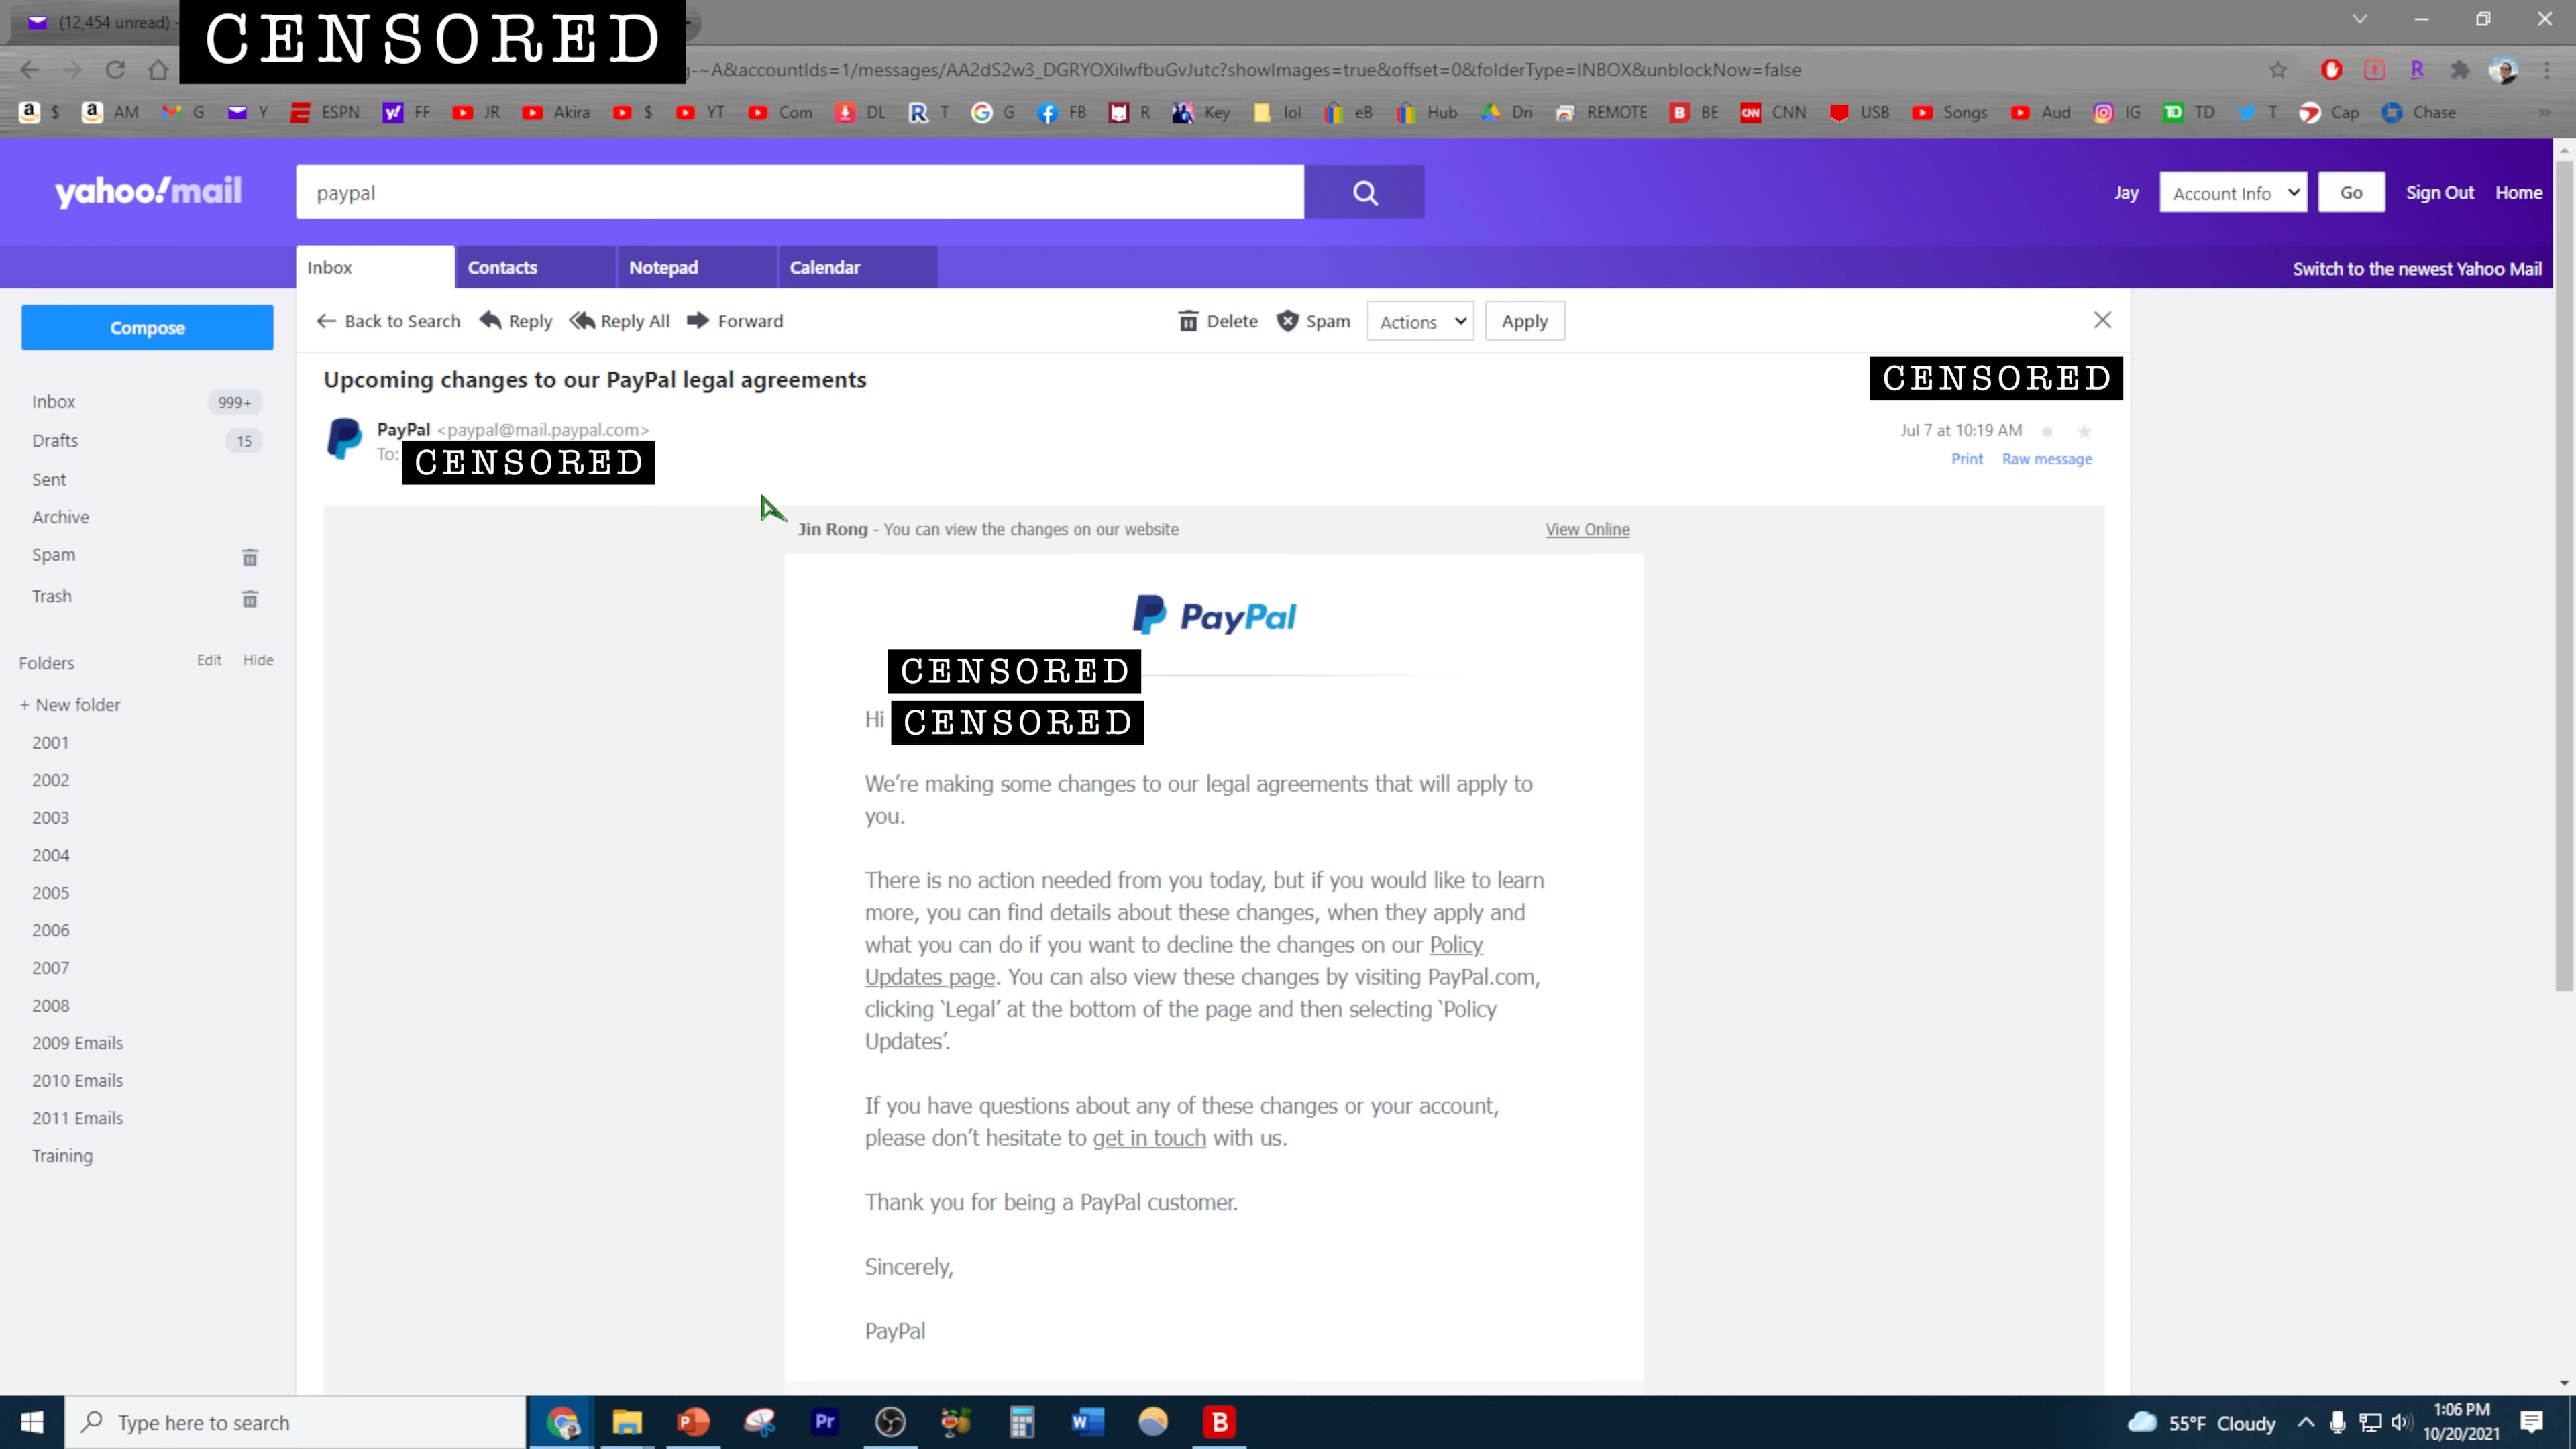 (12,454 unread) -
CENSORED
g--~A&accountIds=1/messages/AA2dS2w3_DGRYOXilwfbuGvJutc?showImages=true&offset=0&folderType=INBOX&unblockNow=false
$ AM G Y ESPN FF JR Akira $ YT Com DL T G FB R Key lol eB Hub Dri REMOTE BE CNN USB Songs Aud IG TD T Cap Chase »
yahoo!mail
paypal
Jay Account Info Go Sign Out Home
Inbox Contacts Notepad Calendar
Switch to the newest Yahoo Mail
Compose
Back to Search Reply Reply All Forward
Delete Spam Actions Apply
Upcoming changes to our PayPal legal agreements
CENSORED
PayPal <paypal@mail.paypal.com>
Jul 7 at 10:19 AM
To: CENSORED
Print Raw message
Inbox 999+
Drafts 15
Sent
Archive
Spam
Trash
Folders Edit Hide
+ New folder
2001
2002
2003
2004
2005
2006
2007
2008
2009 Emails
2010 Emails
2011 Emails
Training
Jin Rong - You can view the changes on our website
View Online
PayPal
CENSORED
Hi CENSORED
We're making some changes to our legal agreements that will apply to
you.
There is no action needed from you today, but if you would like to learn
more, you can find details about these changes, when they apply and
what you can do if you want to decline the changes on our Policy
Updates page. You can also view these changes by visiting PayPal.com,
clicking 'Legal' at the bottom of the page and then selecting 'Policy
Updates'.
If you have questions about any of these changes or your account,
please don't hesitate to get in touch with us.
Thank you for being a PayPal customer.
Sincerely,
PayPal
Type here to search
55°F Cloudy
1:06 PM
10/20/2021